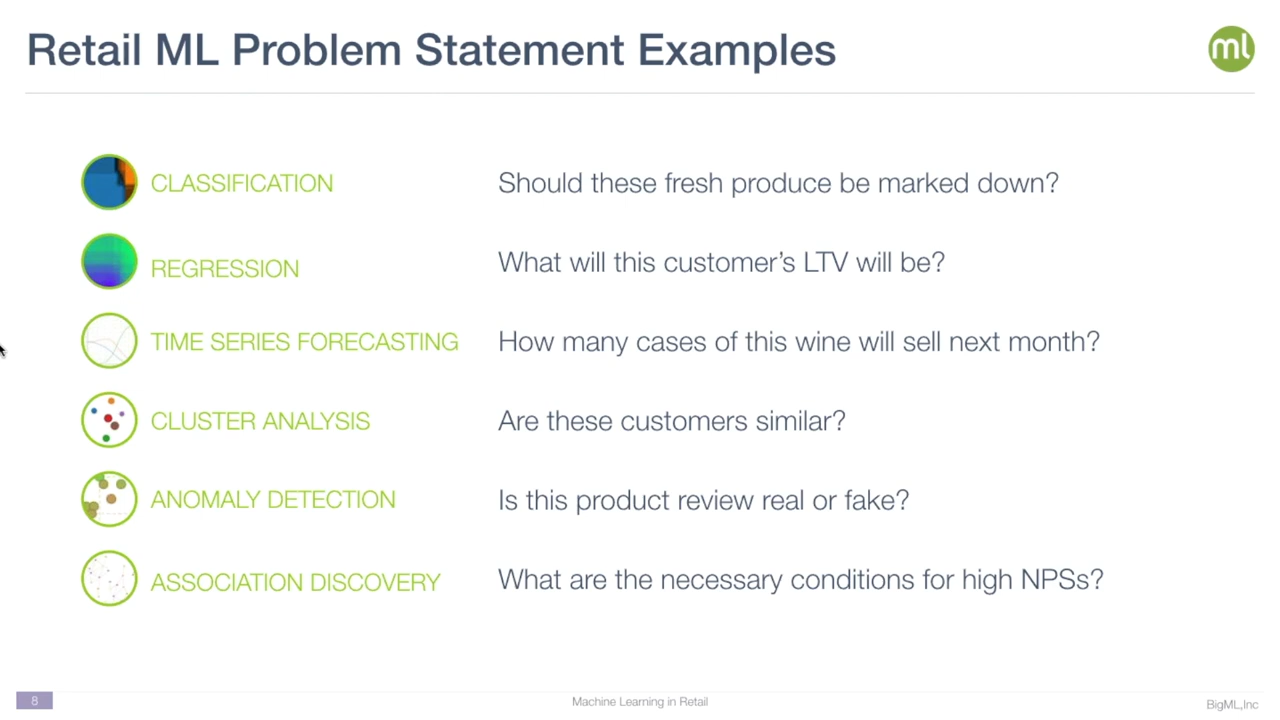 Retail ML Problem Statement Examples
ml
CLASSIFICATION
Should these fresh produce be marked down?
REGRESSION
What will this customer’s LTV will be?
TIME SERIES FORECASTING
How many cases of this wine will sell next month?
CLUSTER ANALYSIS
Are these customers similar?
ANOMALY DETECTION
Is this product review real or fake?
ASSOCIATION DISCOVERY
What are the necessary conditions for high NPSs?
8
Machine Learning in Retail
BigML,Inc